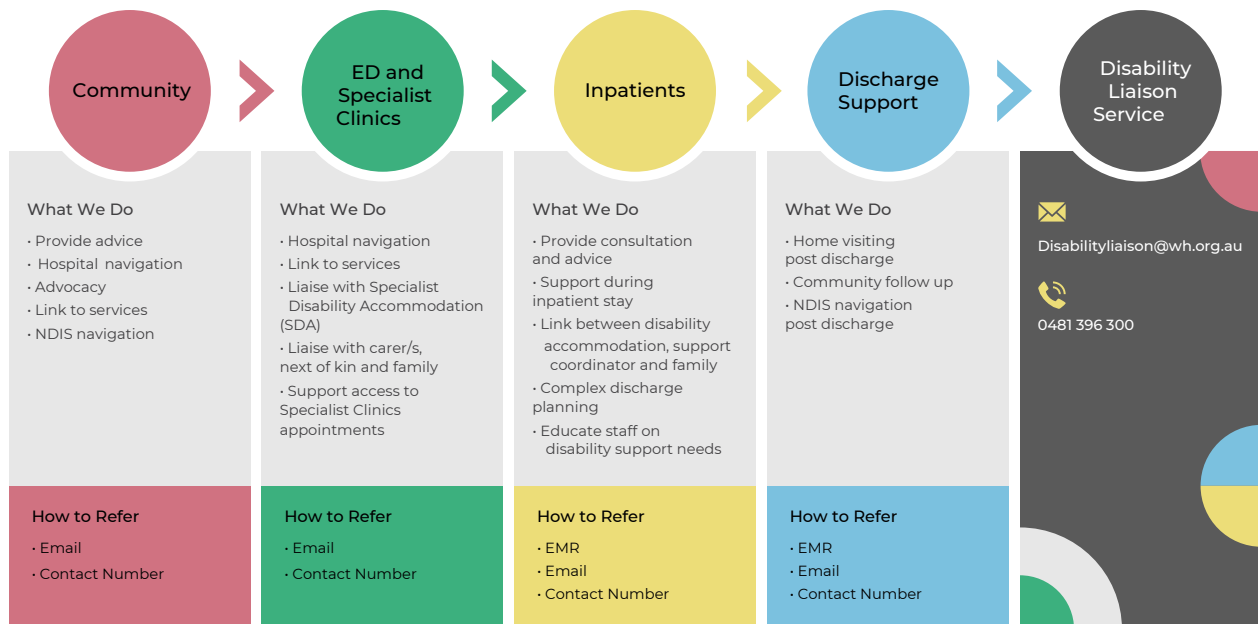 Community
ED and
Specialist
Clinics
Inpatients
Discharge
Support
Disability
Liaison
Service
What We Do
· Provide advice
· Hospital navigation
· Advocacy
· Link to services
· NDIS navigation
How to Refer
· Email
· Contact Number
What We Do
· Hospital navigation
· Link to services
· Liaise with Specialist
Disability Accommodation
(SDA)
· Liaise with carer/s,
next of kin and family
· Support access to
Specialist Clinics
appointments
How to Refer
· Email
· Contact Number
What We Do
· Provide consultation
and advice
· Support during
inpatient stay
· Link between disability
accommodation, support
coordinator and family
· Complex discharge
planning
· Educate staff on
disability support needs
How to Refer
· EMR
· Email
· Contact Number
What We Do
· Home visiting
post discharge
· Community follow up
· NDIS navigation
post discharge
How to Refer
· EMR
· Email
· Contact Number
Disabilityliaison@wh.org.au
0481 396 300